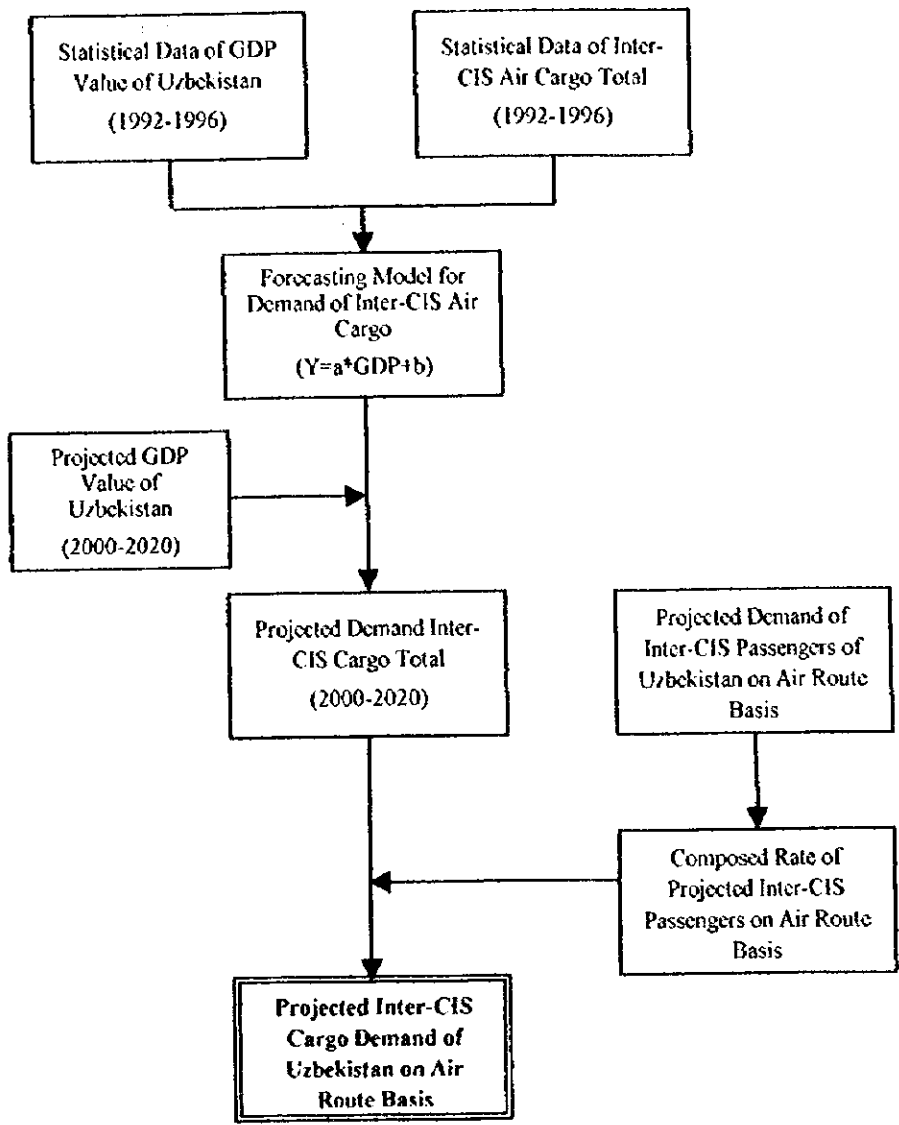 Statistical Data of GDP
Value of Uzbekistan
(1992-1996)
Statistical Data of Inter-
CIS Air Cargo Total
(1992-1996)
Forecasting Model for
Demand of Inter-CIS Air
Cargo
(Y=a*GDP+b)
Projected GDP
Value of
Uzbekistan
(2000-2020)
Projected Demand Inter-
CIS Cargo Total
(2000-2020)
Projected Demand of
Inter-CIS Passengers of
Uzbekistan on Air Route
Basis
Composed Rate of
Projected Inter-CIS
Passengers on Air Route
Basis
Projected Inter-CIS
Cargo Demand of
Uzbekistan on Air
Route Basis